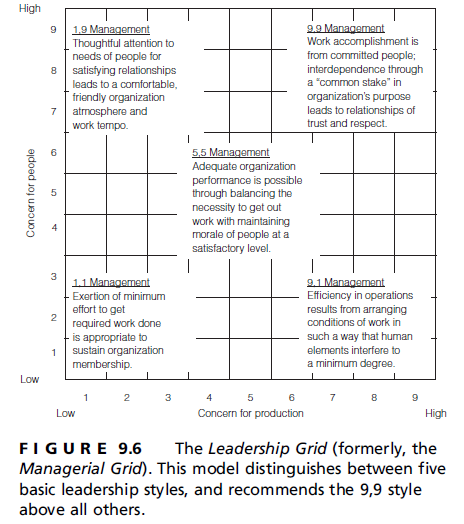 High
9
8
7
6
5
4
3
2
1
Low
Concern for people
1,9 Management
Thoughtful attention to
needs of people for
satisfying relationships
leads to a comfortable,
friendly organization
atmosphere and
work tempo.
9,9 Management
Work accomplishment is
from committed people;
interdependence through
a “common stake” in
organization’s purpose
leads to relationships of
trust and respect.
5,5 Management
Adequate organization
performance is possible
through balancing the
necessity to get out
work with maintaining
morale of people at a
satisfactory level.
1,1 Management
Exertion of minimum
effort to get
required work done
is appropriate to
sustain organization
membership.
9,1 Management
Efficiency in operations
results from arranging
conditions of work in
such a way that human
elements interfere to
a minimum degree.
1 2 3 4 5 6 7 8 9
Low Concern for production High
FIGURE 9.6 The Leadership Grid (formerly, the
Managerial Grid). This model distinguishes between five
basic leadership styles, and recommends the 9,9 style
above all others.